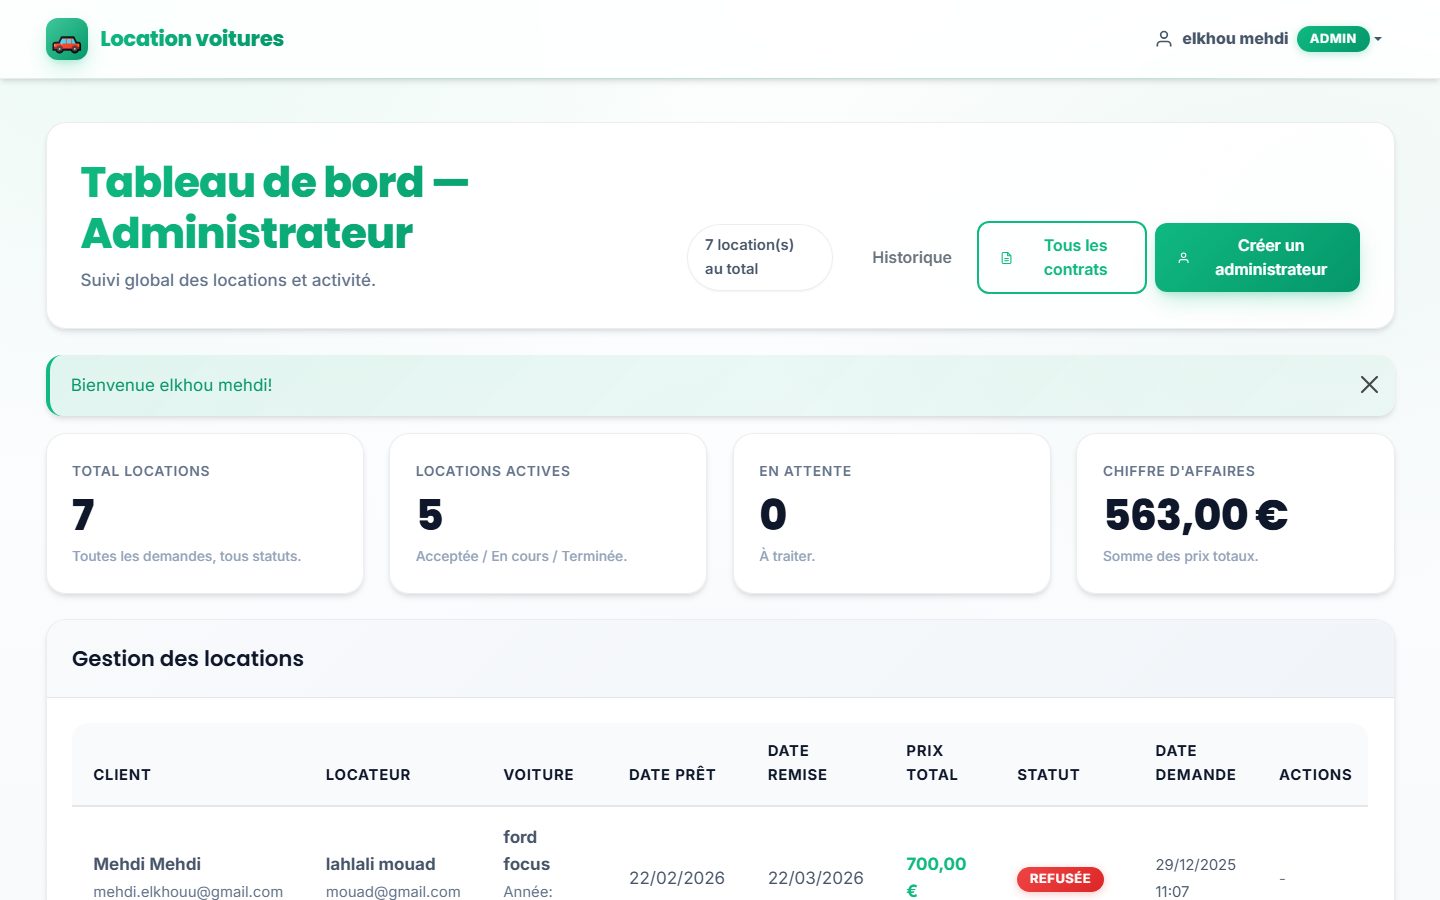 Location voitures
elkhou mehdi ADMIN
Tableau de bord —
Administrateur
Suivi global des locations et activité.
7 location(s)
au total
Historique
Tous les
contrats
Créer un
administrateur
Bienvenue elkhou mehdi!
TOTAL LOCATIONS
7
Toutes les demandes, tous statuts.
LOCATIONS ACTIVES
5
Acceptée / En cours / Terminée.
EN ATTENTE
0
À traiter.
CHIFFRE D'AFFAIRES
563,00 €
Somme des prix totaux.
Gestion des locations
CLIENT
LOCATEUR
VOITURE
DATE PRÊT
DATE
REMISE
PRIX
TOTAL
STATUT
DATE
DEMANDE
ACTIONS
Mehdi Mehdi
mehdi.elkhouu@gmail.com
lahlali mouad
mouad@gmail.com
ford
focus
Année:
22/02/2026
22/03/2026
700,00
€
REFUSÉE
29/12/2025
11:07
-